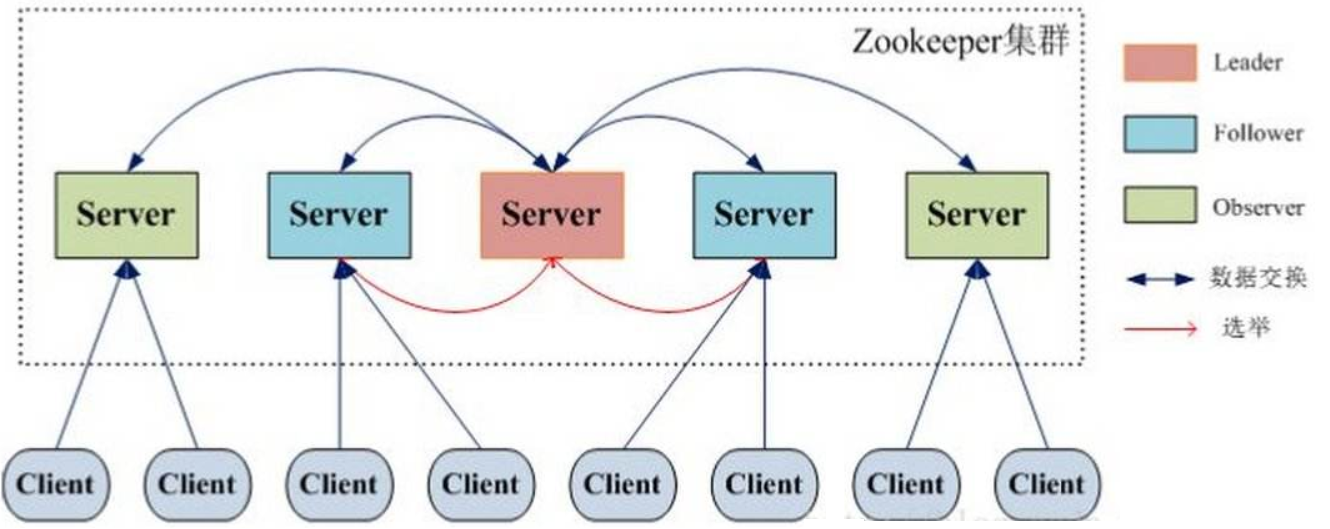 Zookeeper集群
Leader
Follower
Observer
数据交换
选举
Server
Server
Server
Server
Server
Client
Client
Client
Client
Client
Client
Client
Client